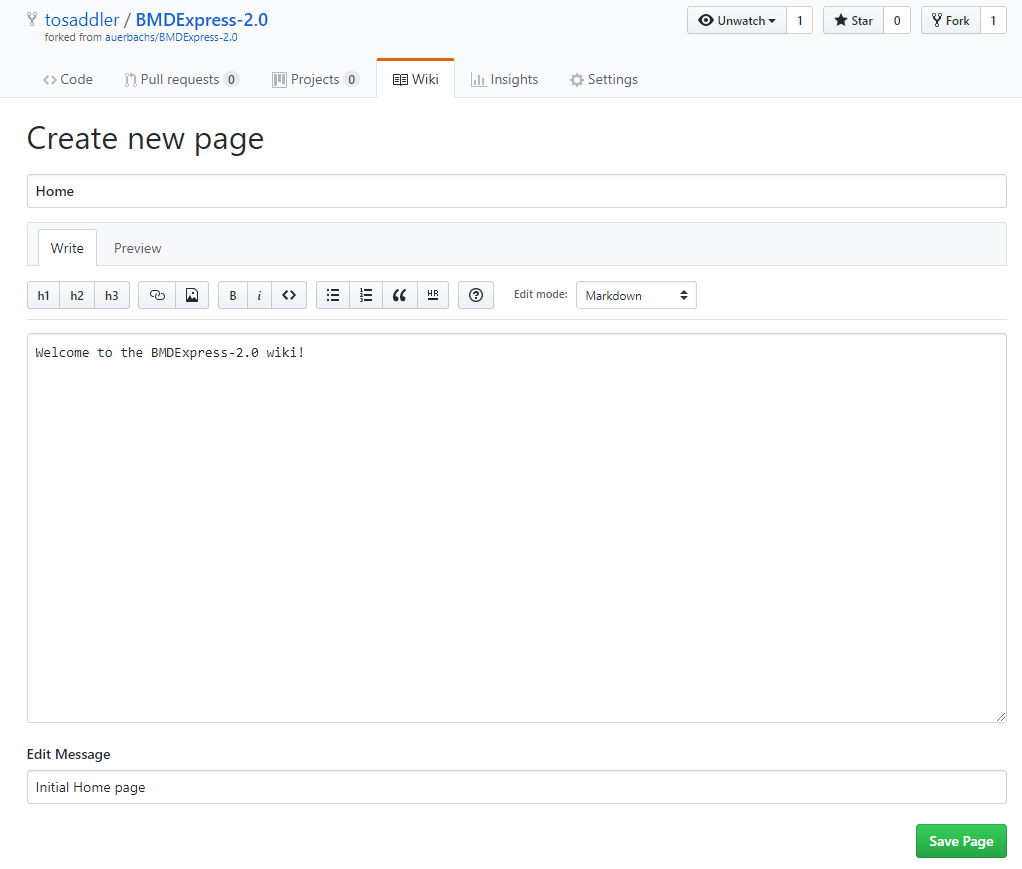 tosaddler / BMDExpress-2.0
forked from auerbachs/BMDExpress-2.0
Unwatch 1 Star 0 Fork 1
Code Pull requests 0 Projects 0 Wiki Insights Settings
Create new page
Home
Write Preview
h1 h2 h3 B i HR Edit mode: Markdown
Welcome to the BMDExpress-2.0 wiki!
Edit Message
Initial Home page
Save Page